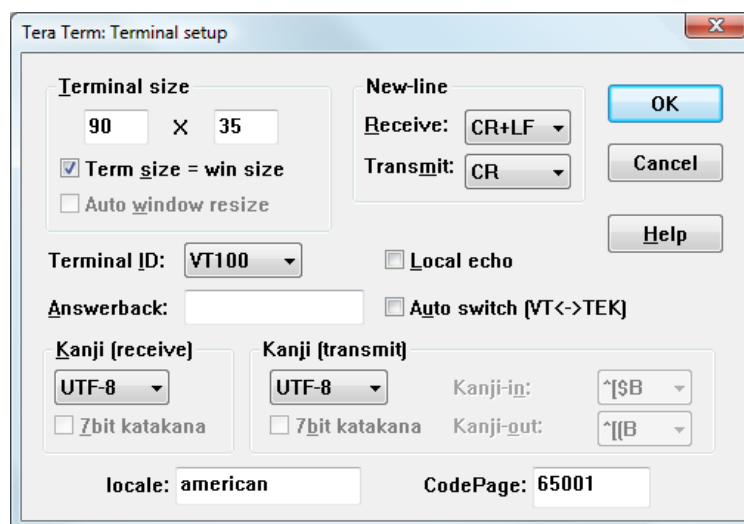 Tera Term: Terminal setup
Terminal size
90 X 35
Term size = win size
Auto window resize
New-line
Receive: CR+LF
Transmit: CR
OK
Cancel
Help
Terminal ID: VT100
Local echo
Answerback:
Auto switch (VT<->TEK)
Kanji (receive)
UTF-8
7bit katakana
Kanji (transmit)
UTF-8
7bit katakana
Kanji-in: ^[$B
Kanji-out: ^[(B
locale: american
CodePage: 65001